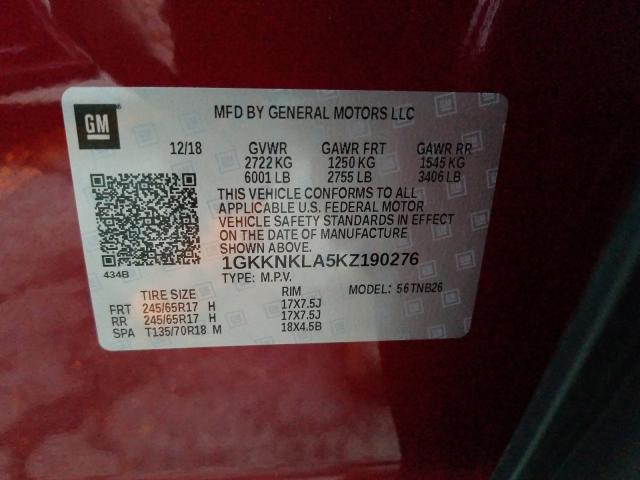 GM
MFD BY GENERAL MOTORS LLC
12/18 GVWR GAWR FRT GAWR RR
2722 KG 1250 KG 1545 KG
6001 LB 2755 LB 3406 LB
THIS VEHICLE CONFORMS TO ALL
APPLICABLE U.S. FEDERAL MOTOR
VEHICLE SAFETY STANDARDS IN EFFECT
ON THE DATE OF MANUFACTURE
SHOWN ABOVE.
434B
1GKKNKLA5KZ190276
TYPE: M.P.V.
TIRE SIZE RIM MODEL: 56TNB26
FRT 245/65R17 H 17X7.5J
RR 245/65R17 H 17X7.5J
SPA T135/70R18 M 18X4.5B